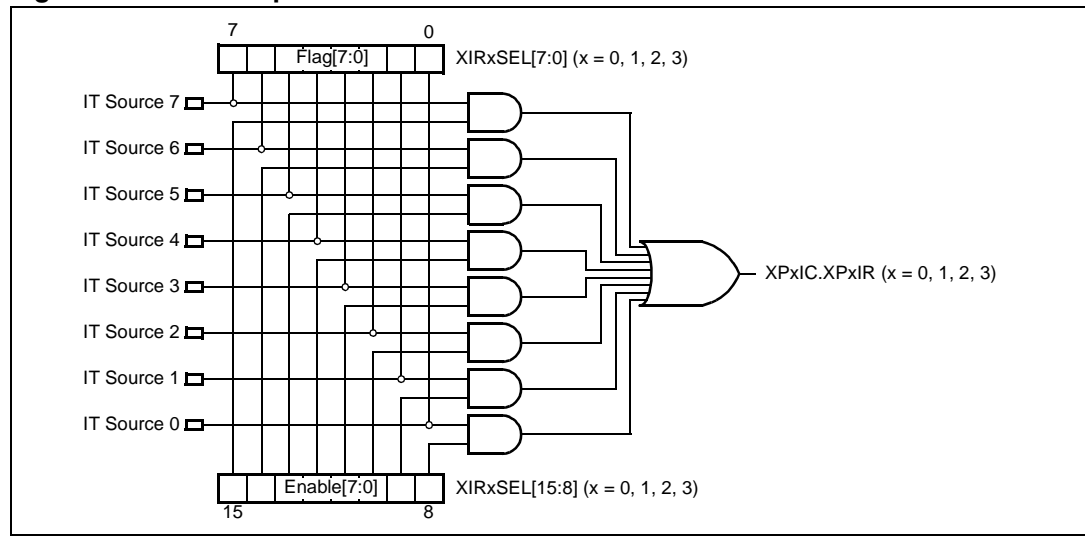 7 0
Flag[7:0] XIRxSEL[7:0] (x = 0, 1, 2, 3)
IT Source 7
IT Source 6
IT Source 5
IT Source 4
XPxIC.XPxIR (x = 0, 1, 2, 3)
IT Source 3
IT Source 2
IT Source 1
IT Source 0
Enable[7:0] XIRxSEL[15:8] (x = 0, 1, 2, 3)
15 8